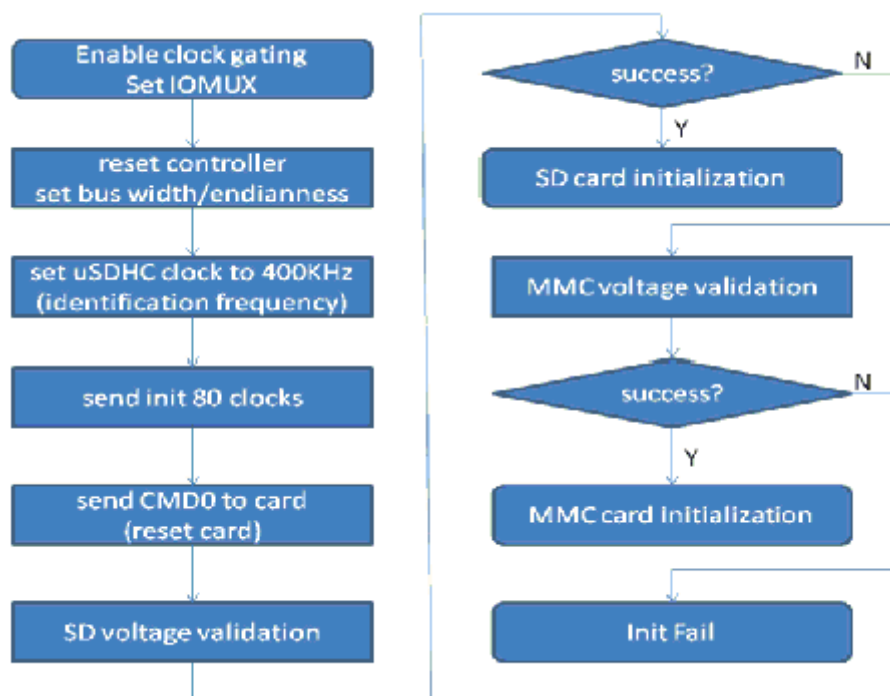 Enable clock gating
Set IOMUX
reset controller
set bus width/endianness
set uSDHC clock to 400KHz
(identification frequency)
send init 80 clocks
send CMD0 to card
(reset card)
SD voltage validation
success?
N
Y
SD card initialization
MMC voltage validation
success?
N
Y
MMC card initialization
Init Fail